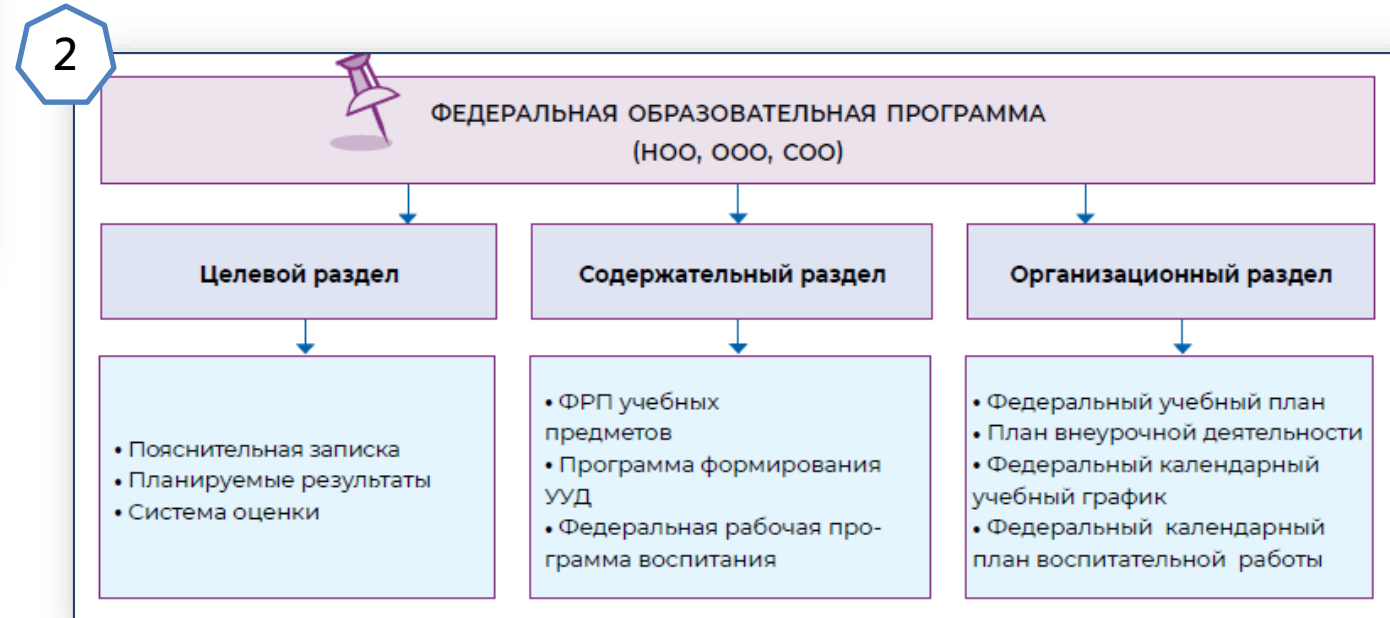 2
ФЕДЕРАЛЬНАЯ ОБРАЗОВАТЕЛЬНАЯ ПРОГРАММА
(НОО, ООО, СОО)
Целевой раздел
• Пояснительная записка
• Планируемые результаты
• Система оценки
Содержательный раздел
• ФРП учебных
предметов
• Программа формирования
УУД
• Федеральная рабочая про-
грамма воспитания
Организационный раздел
• Федеральный учебный план
• План внеурочной деятельности
• Федеральный календарный
учебный график
• Федеральный календарный
план воспитательной работы